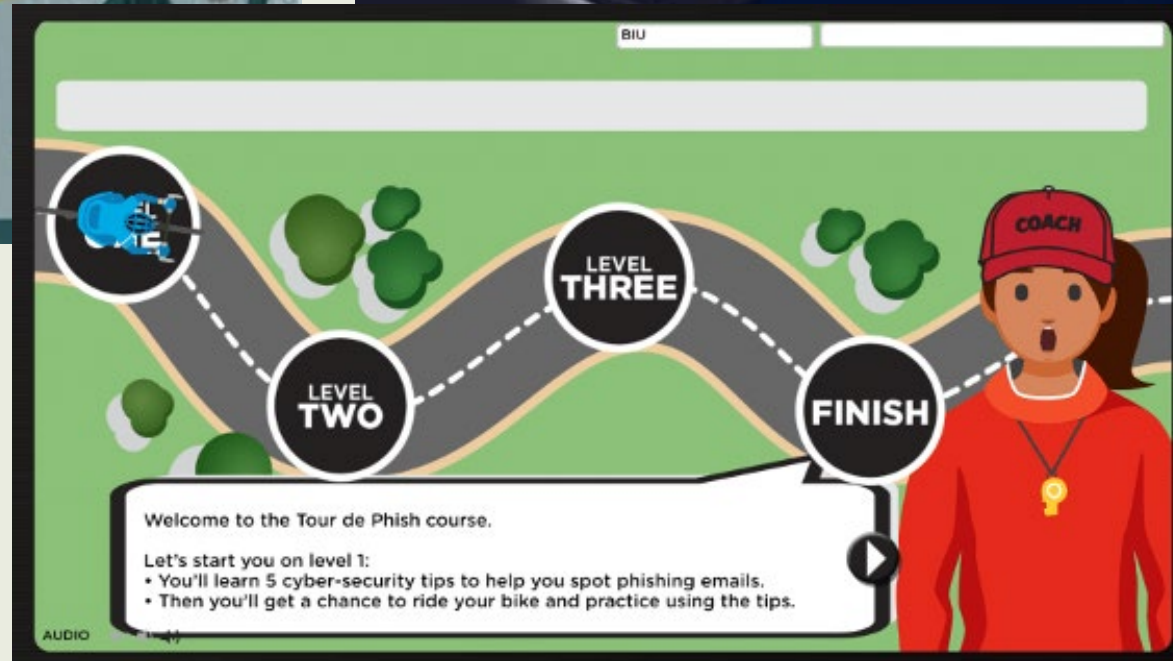 BIU
COACH
LEVEL
THREE
LEVEL
TWO
FINISH
Welcome to the Tour de Phish course.
Let's start you on level 1:
• You'll learn 5 cyber-security tips to help you spot phishing emails.
• Then you'll get a chance to ride your bike and practice using the tips.
AUDIO